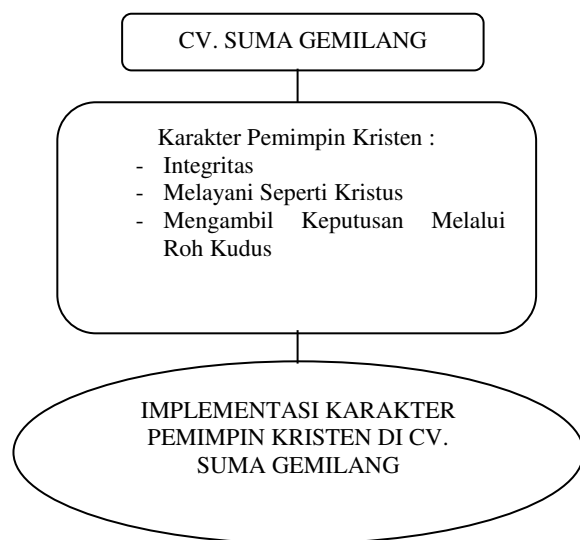 CV. SUMA GEMILANG
Karakter Pemimpin Kristen :
- Integritas
- Melayani Seperti Kristus
- Mengambil Keputusan Melalui
Roh Kudus
IMPLEMENTASI KARAKTER
PEMIMPIN KRISTEN DI CV.
SUMA GEMILANG